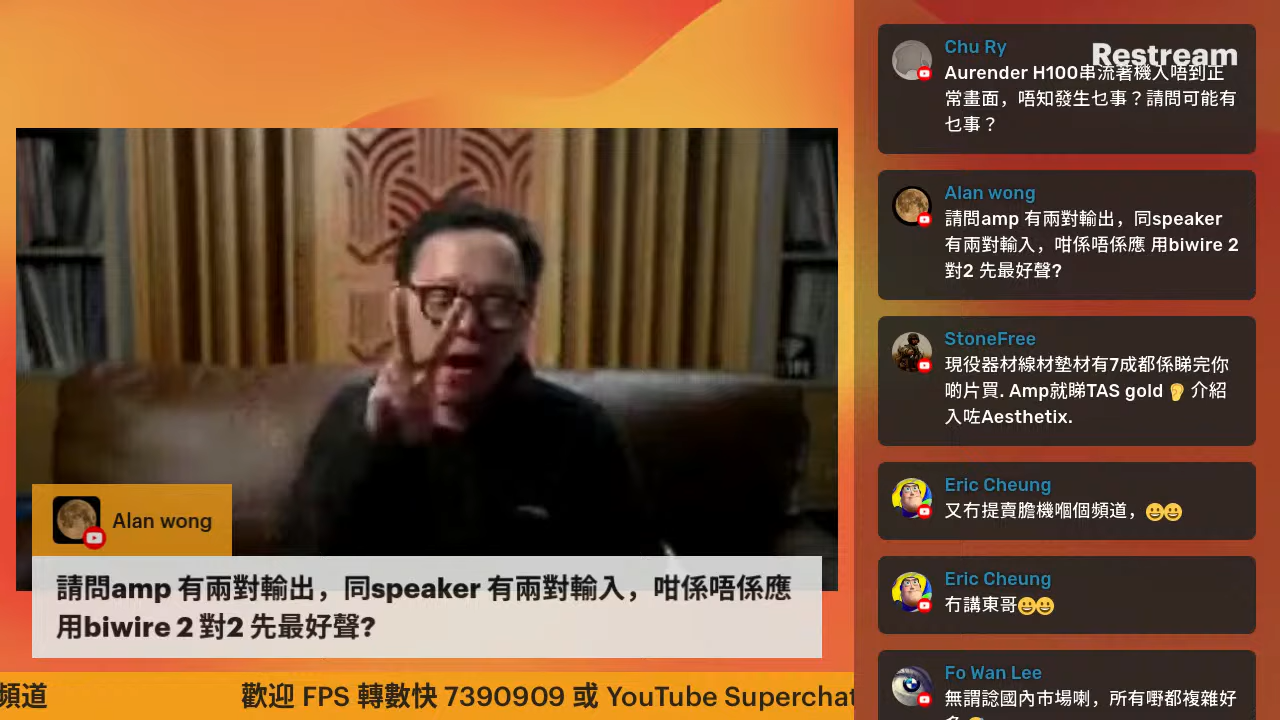 Restream
Chu Ry
Aurender H100串流著機入唔到正
常畫面，唔知發生乜事？請問可能有
乜事？
Alan wong
請問amp 有兩對輸出，同speaker
有兩對輸入，咁係唔係應 用biwire 2
對2 先最好聲?
StoneFree
現役器材線材墊材有7成都係睇完你
啲片買. Amp就睇TAS gold 👂 介紹
入咗Aesthetix.
Eric Cheung
又冇提賣膽機嗰個頻道，😀😀
Eric Cheung
冇講東哥😀😀
Fo Wan Lee
無謂諗國內市場喇，所有嘢都複雜好
Alan wong
請問amp 有兩對輸出，同speaker 有兩對輸入，咁係唔係應
用biwire 2 對2 先最好聲?
頻道 歡迎 FPS 轉數快 7390909 或 YouTube Superchat